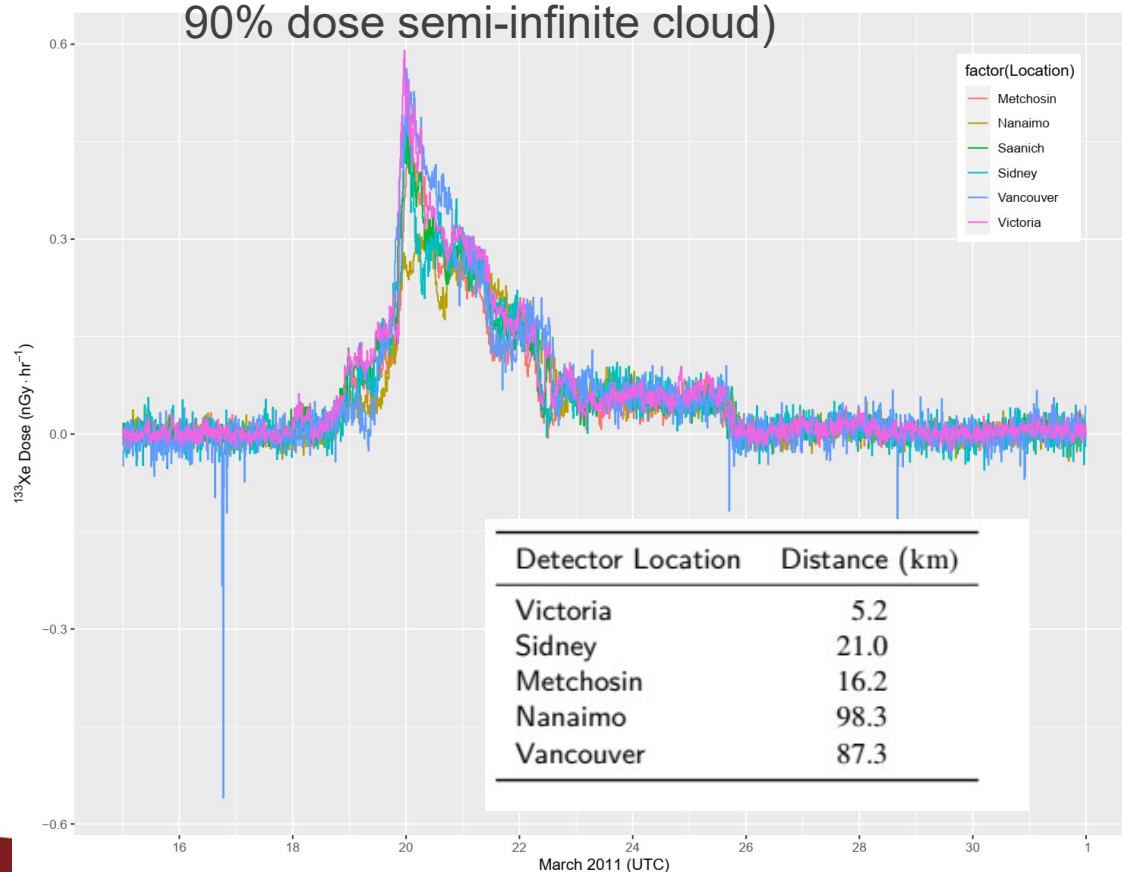 90% dose semi-infinite cloud)
0.6
0.3
0.0
−0.3
−0.6
¹³³Xe Dose (nGy · hr⁻¹)
factor(Location)
Metchosin
Nanaimo
Saanich
Sidney
Vancouver
Victoria
Detector Location Distance (km)
Victoria 5.2
Sidney 21.0
Metchosin 16.2
Nanaimo 98.3
Vancouver 87.3
16 18 20 22 24 26 28 30 1
March 2011 (UTC)